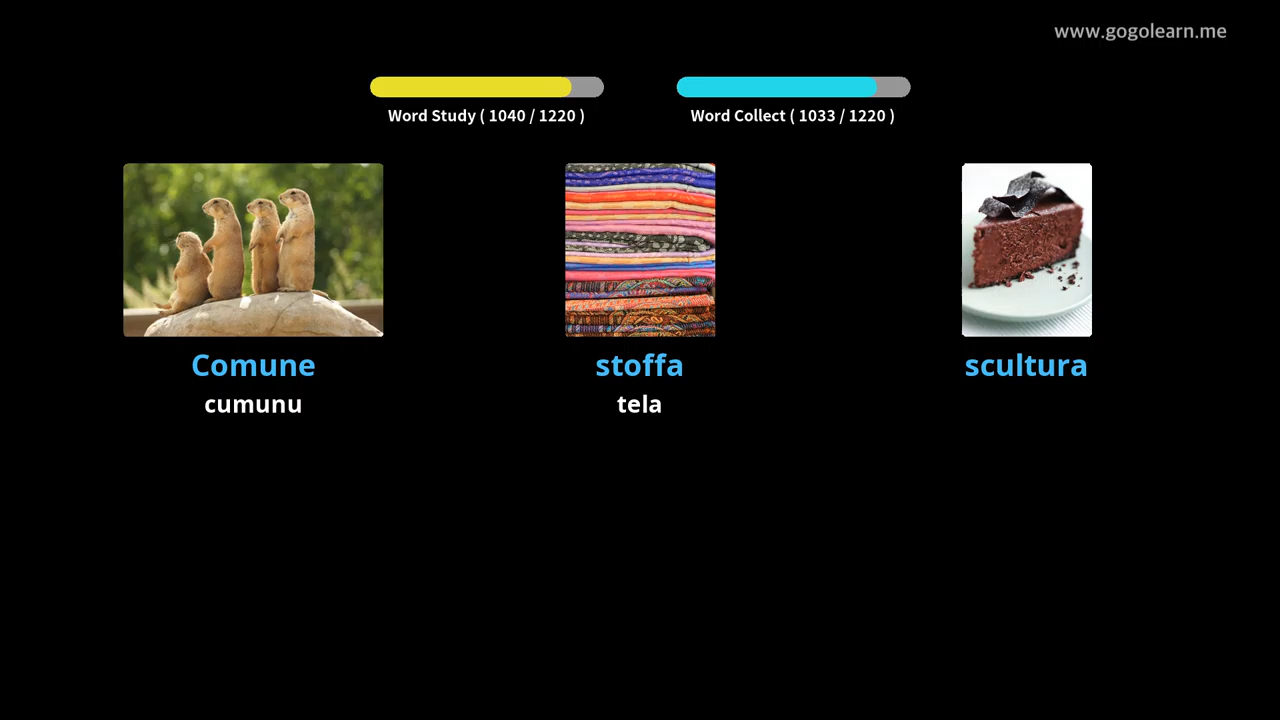 www.gogolearn.me
Word Study ( 1040 / 1220 )
Word Collect ( 1033 / 1220 )
Comune
cumunu
stoffa
tela
scultura